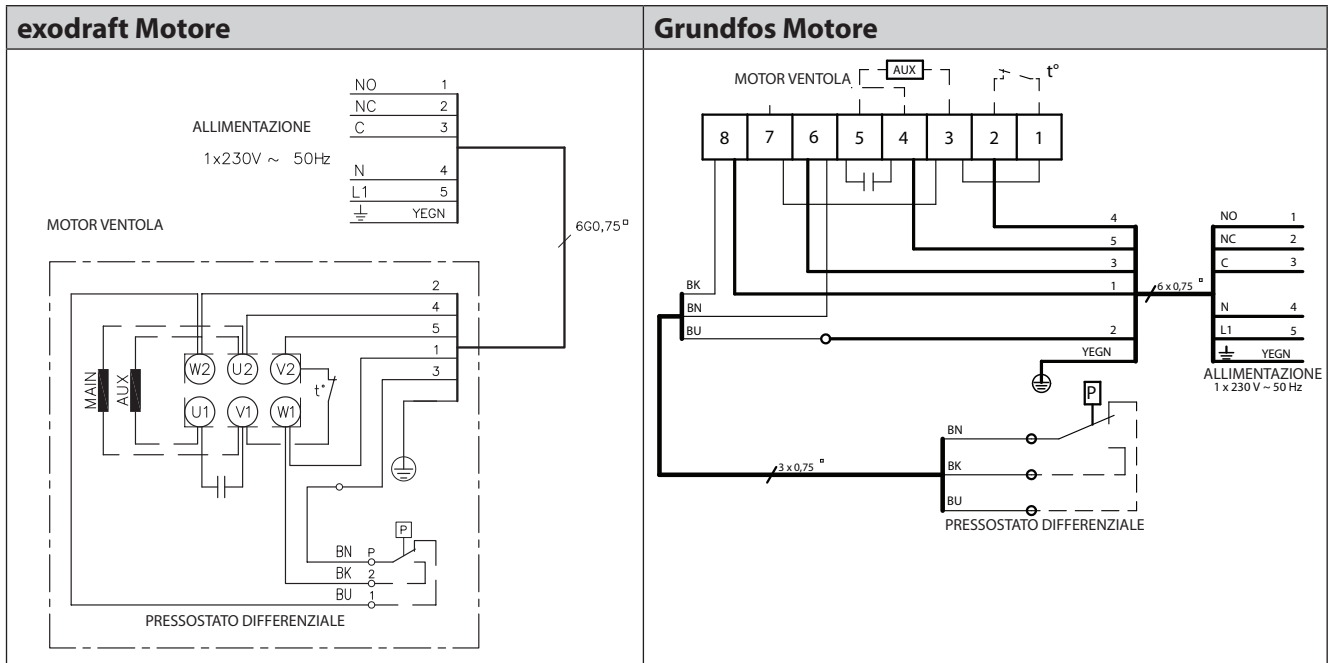 exodraft Motore
NO 1
NC 2
C 3
ALLIMENTAZIONE
1x230V ~ 50Hz
N 4
L1 5
YEGN
6G0,75
MOTOR VENTOLA
2
4
5
1
3
MAIN
AUX
W2 U2 V2
t°
U1 V1 W1
P
BN P
BK 2
BU 1
PRESSOSTATO DIFFERENZIALE
Grundfos Motore
MOTOR VENTOLA
AUX
t°
8 7 6 5 4 3 2 1
4
5
3
1
2
YEGN
6 x 0,75
NO 1
NC 2
C 3
N 4
L1 5
YEGN
ALLIMENTAZIONE
1 x 230 V ~ 50 Hz
BK
BN
BU
3 x 0,75
P
BN
BK
BU
PRESSOSTATO DIFFERENZIALE